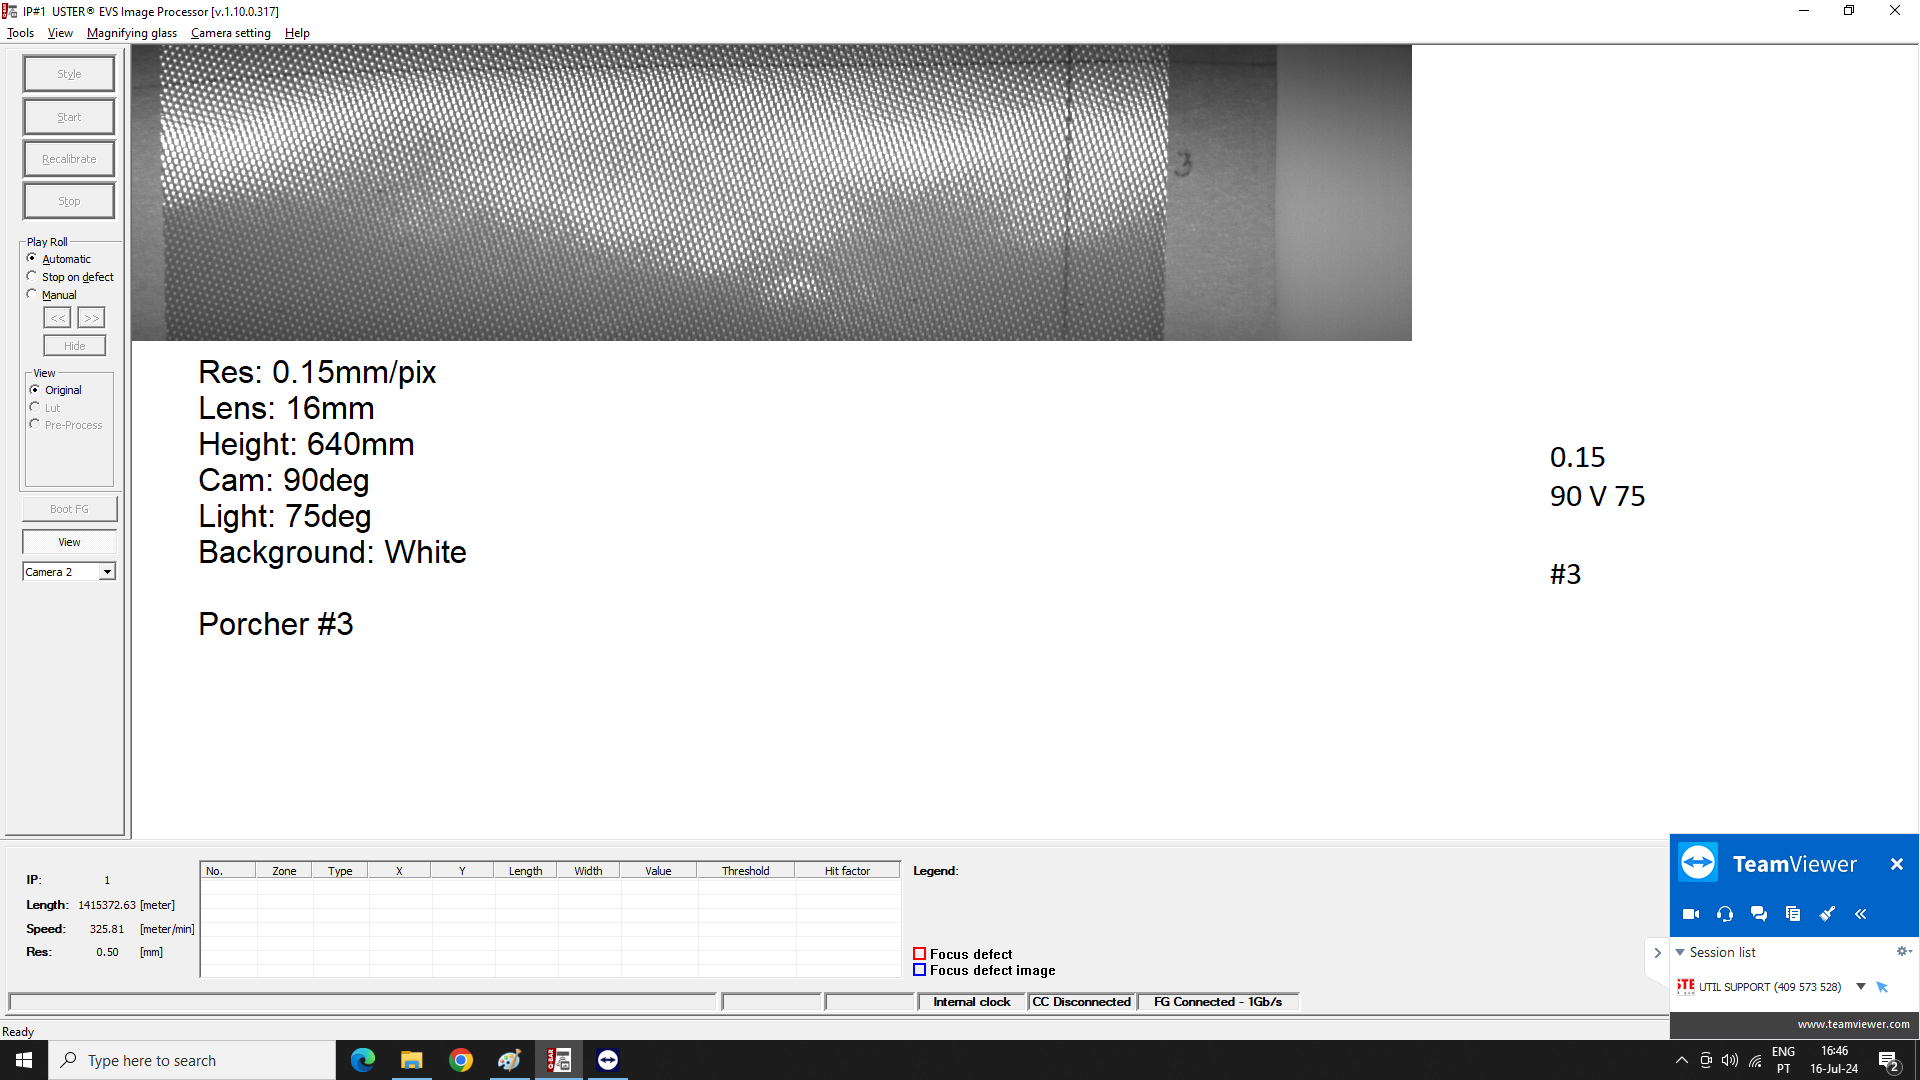 IP#1 USTER® EVS Image Processor [v.1.10.0.317]
Tools View Magnifying glass Camera setting Help
Style
Start
Recalibrate
Stop
Play Roll
Automatic
Stop on defect
Manual
<< >>
Hide
View
Original
Lut
Pre-Process
Boot FG
View
Camera 2
3
Res: 0.15mm/pix
Lens: 16mm
Height: 640mm
Cam: 90deg
Light: 75deg
Background: White
Porcher #3
0.15
90 V 75
#3
IP: 1
Length: 1415372.63 [meter]
Speed: 325.81 [meter/min]
Res: 0.50 [mm]
No. Zone Type X Y Length Width Value Threshold Hit factor
Legend:
Focus defect
Focus defect image
Internal clock CC Disconnected FG Connected - 1Gb/s
Ready
TeamViewer
Session list
UTIL SUPPORT (409 573 528)
www.teamviewer.com
Type here to search
ENG
PT
16:46
16-Jul-24
2